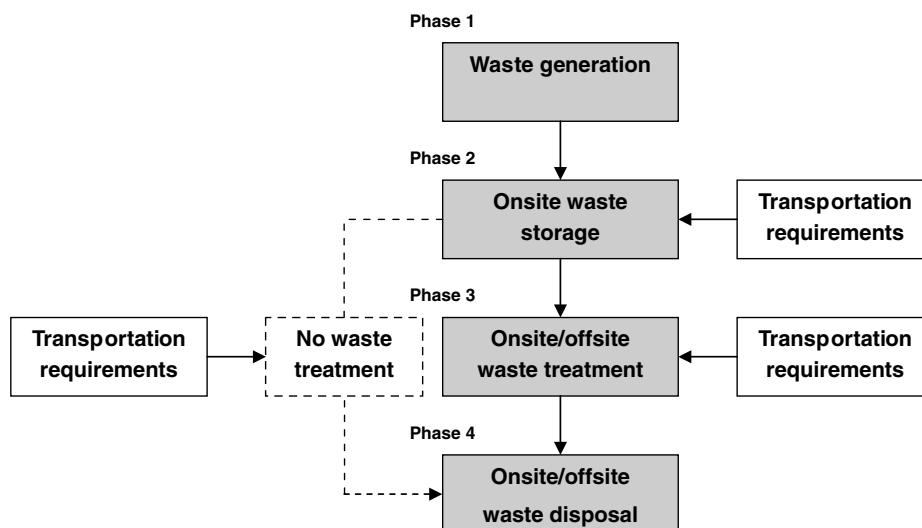 Phase 1
Waste generation
Phase 2
Onsite waste
storage
Transportation
requirements
Phase 3
Transportation
requirements
No waste
treatment
Onsite/offsite
waste treatment
Transportation
requirements
Phase 4
Onsite/offsite
waste disposal